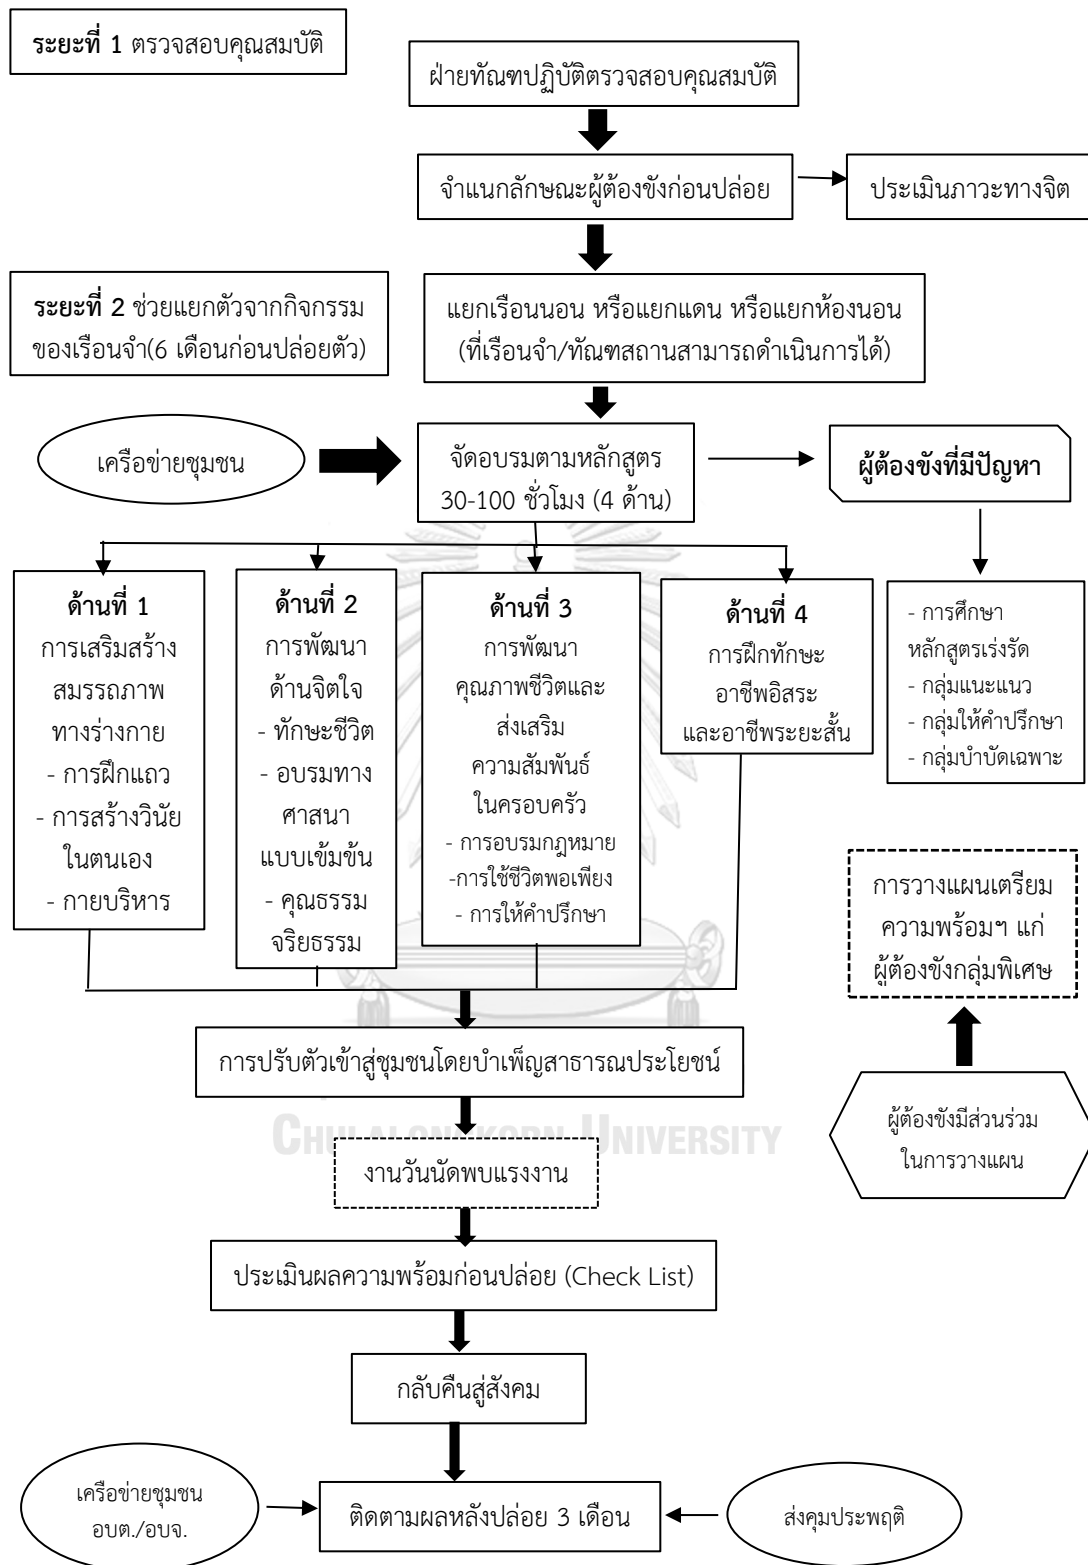 ระยะที่ 1 ตรวจสอบคุณสมบัติ
ฝ่ายทัณฑปฏิบัติตรวจสอบคุณสมบัติ
จำแนกลักษณะผู้ต้องขังก่อนปล่อย
ประเมินภาวะทางจิต
ระยะที่ 2 ช่วยแยกตัวจากกิจกรรม
ของเรือนจำ(6 เดือนก่อนปล่อยตัว)
แยกเรือนนอน หรือแยกแดน หรือแยกห้องนอน
(ที่เรือนจำ/ทัณฑสถานสามารถดำเนินการได้)
เครือข่ายชุมชน
จัดอบรมตามหลักสูตร
30-100 ชั่วโมง (4 ด้าน)
ผู้ต้องขังที่มีปัญหา
ด้านที่ 1
การเสริมสร้าง
สมรรถภาพ
ทางร่างกาย
- การฝึกแถว
- การสร้างวินัย
ในตนเอง
- กายบริหาร
ด้านที่ 2
การพัฒนา
ด้านจิตใจ
- ทักษะชีวิต
- อบรมทาง
ศาสนา
แบบเข้มข้น
- คุณธรรม
จริยธรรม
ด้านที่ 3
การพัฒนา
คุณภาพชีวิตและ
ส่งเสริม
ความสัมพันธ์
ในครอบครัว
- การอบรมกฎหมาย
-การใช้ชีวิตพอเพียง
- การให้คำปรึกษา
ด้านที่ 4
การฝึกทักษะ
อาชีพอิสระ
และอาชีพระยะสั้น
- การศึกษา
หลักสูตรเร่งรัด
- กลุ่มแนะแนว
- กลุ่มให้คำปรึกษา
- กลุ่มบำบัดเฉพาะ
การวางแผนเตรียม
ความพร้อมฯ แก่
ผู้ต้องขังกลุ่มพิเศษ
การปรับตัวเข้าสู่ชุมชนโดยบำเพ็ญสาธารณประโยชน์
CHULALONGKORN UNIVERSITY
ผู้ต้องขังมีส่วนร่วม
ในการวางแผน
งานวันนัดพบแรงงาน
ประเมินผลความพร้อมก่อนปล่อย (Check List)
กลับคืนสู่สังคม
เครือข่ายชุมชน
อบต./อบจ.
ติดตามผลหลังปล่อย 3 เดือน
ส่งคุมประพฤติ